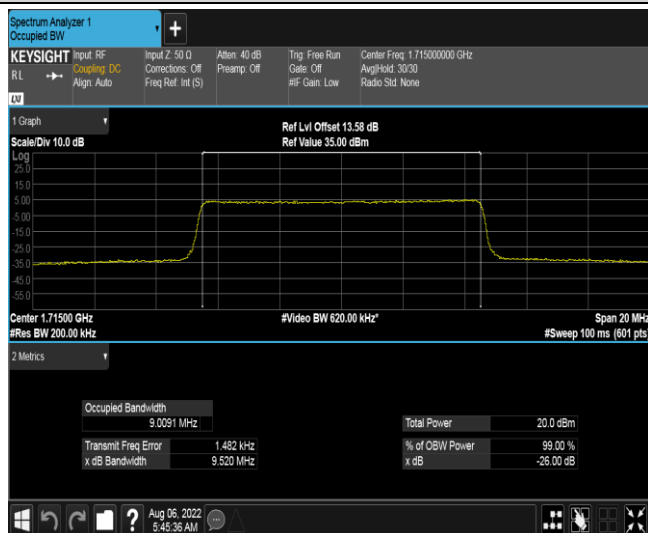 Spectrum Analyzer 1
Occupied BW
+
KEYSIGHT Input: RF Input Z: 50 Ω Atten: 40 dB Trig: Free Run Center Freq: 1.715000000 GHz
RL Coupling: DC Corrections: Off Preamp: Off Gate: Off Avg|Hold: 30/30
Align: Auto Freq Ref: Int (S) #IF Gain: Low Radio Std: None
LXI
1 Graph
Ref Lvl Offset 13.58 dB
Scale/Div 10.0 dB Ref Value 35.00 dBm
Log
25.0
15.0
5.00
-5.00
-15.0
-25.0
-35.0
-45.0
-55.0
Center 1.71500 GHz #Video BW 620.00 kHz* Span 20 MHz
#Res BW 200.00 kHz #Sweep 100 ms (601 pts)
2 Metrics
Occupied Bandwidth
9.0091 MHz Total Power 20.0 dBm
Transmit Freq Error 1.482 kHz % of OBW Power 99.00 %
x dB Bandwidth 9.520 MHz x dB -26.00 dB
? Aug 06, 2022
5:45:36 AM